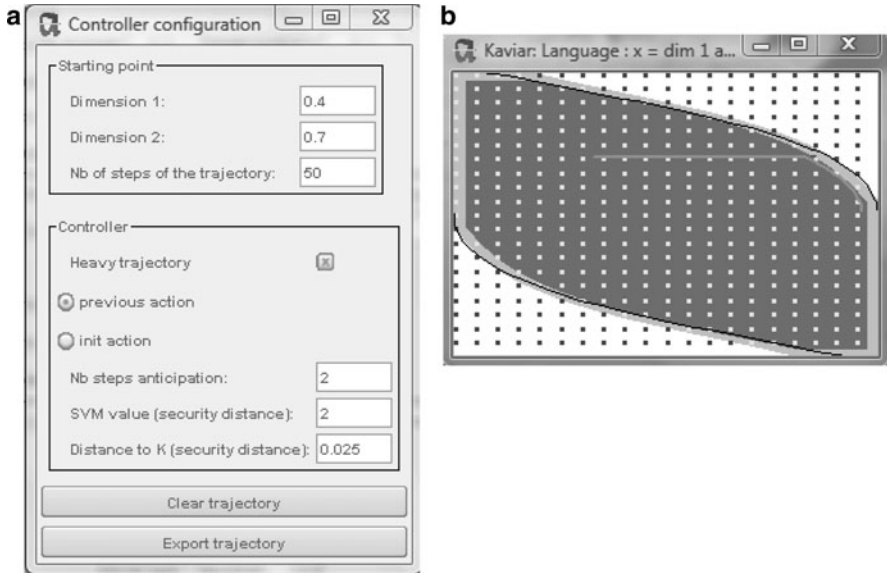 a
Controller configuration
Starting point
Dimension 1:
0.4
Dimension 2:
0.7
Nb of steps of the trajectory:
50
Controller
Heavy trajectory
previous action
init action
Nb steps anticipation:
2
SVM value (security distance):
2
Distance to K (security distance):
0.025
Clear trajectory
Export trajectory
b
Kaviar: Language : x = dim 1 a...